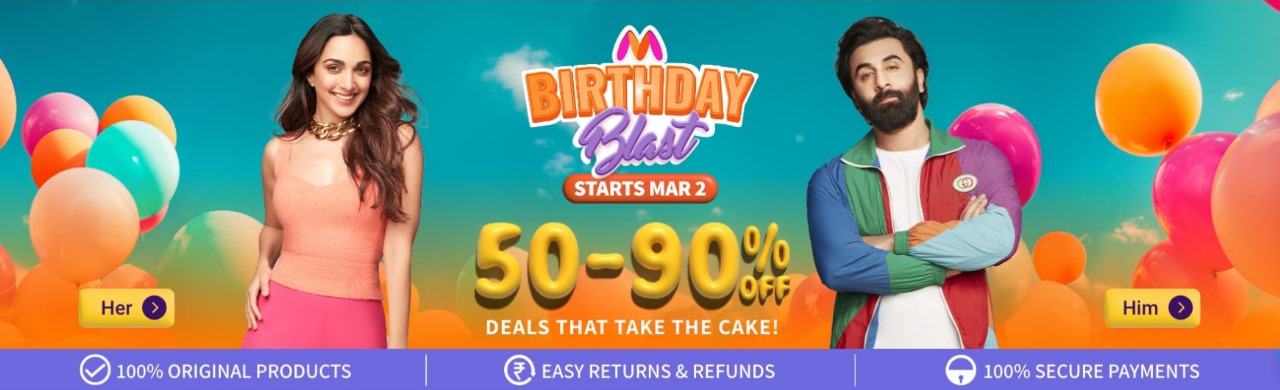 BIRTHDAY
Blast
STARTS MAR 2
50-90% OFF
DEALS THAT TAKE THE CAKE!
Her
Him
100% ORIGINAL PRODUCTS
EASY RETURNS & REFUNDS
100% SECURE PAYMENTS